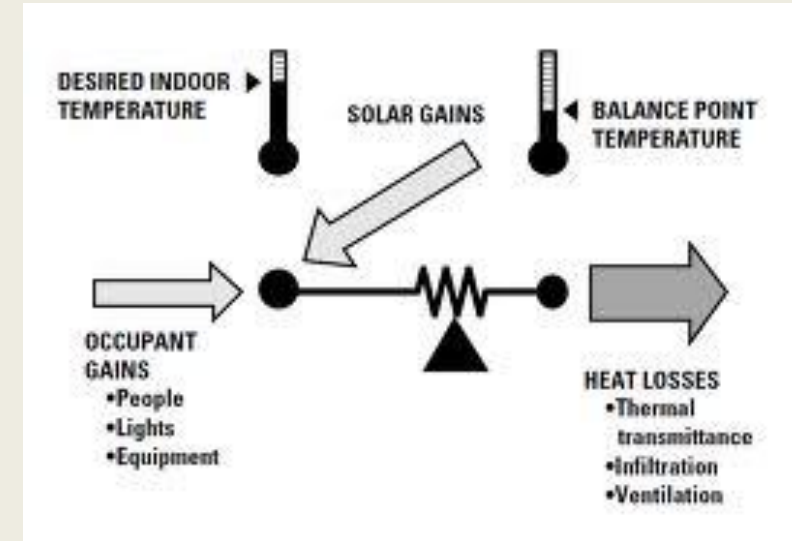 DESIRED INDOOR
TEMPERATURE
SOLAR GAINS
BALANCE POINT
TEMPERATURE
OCCUPANT
GAINS
•People
•Lights
•Equipment
HEAT LOSSES
•Thermal
transmittance
•Infiltration
•Ventilation